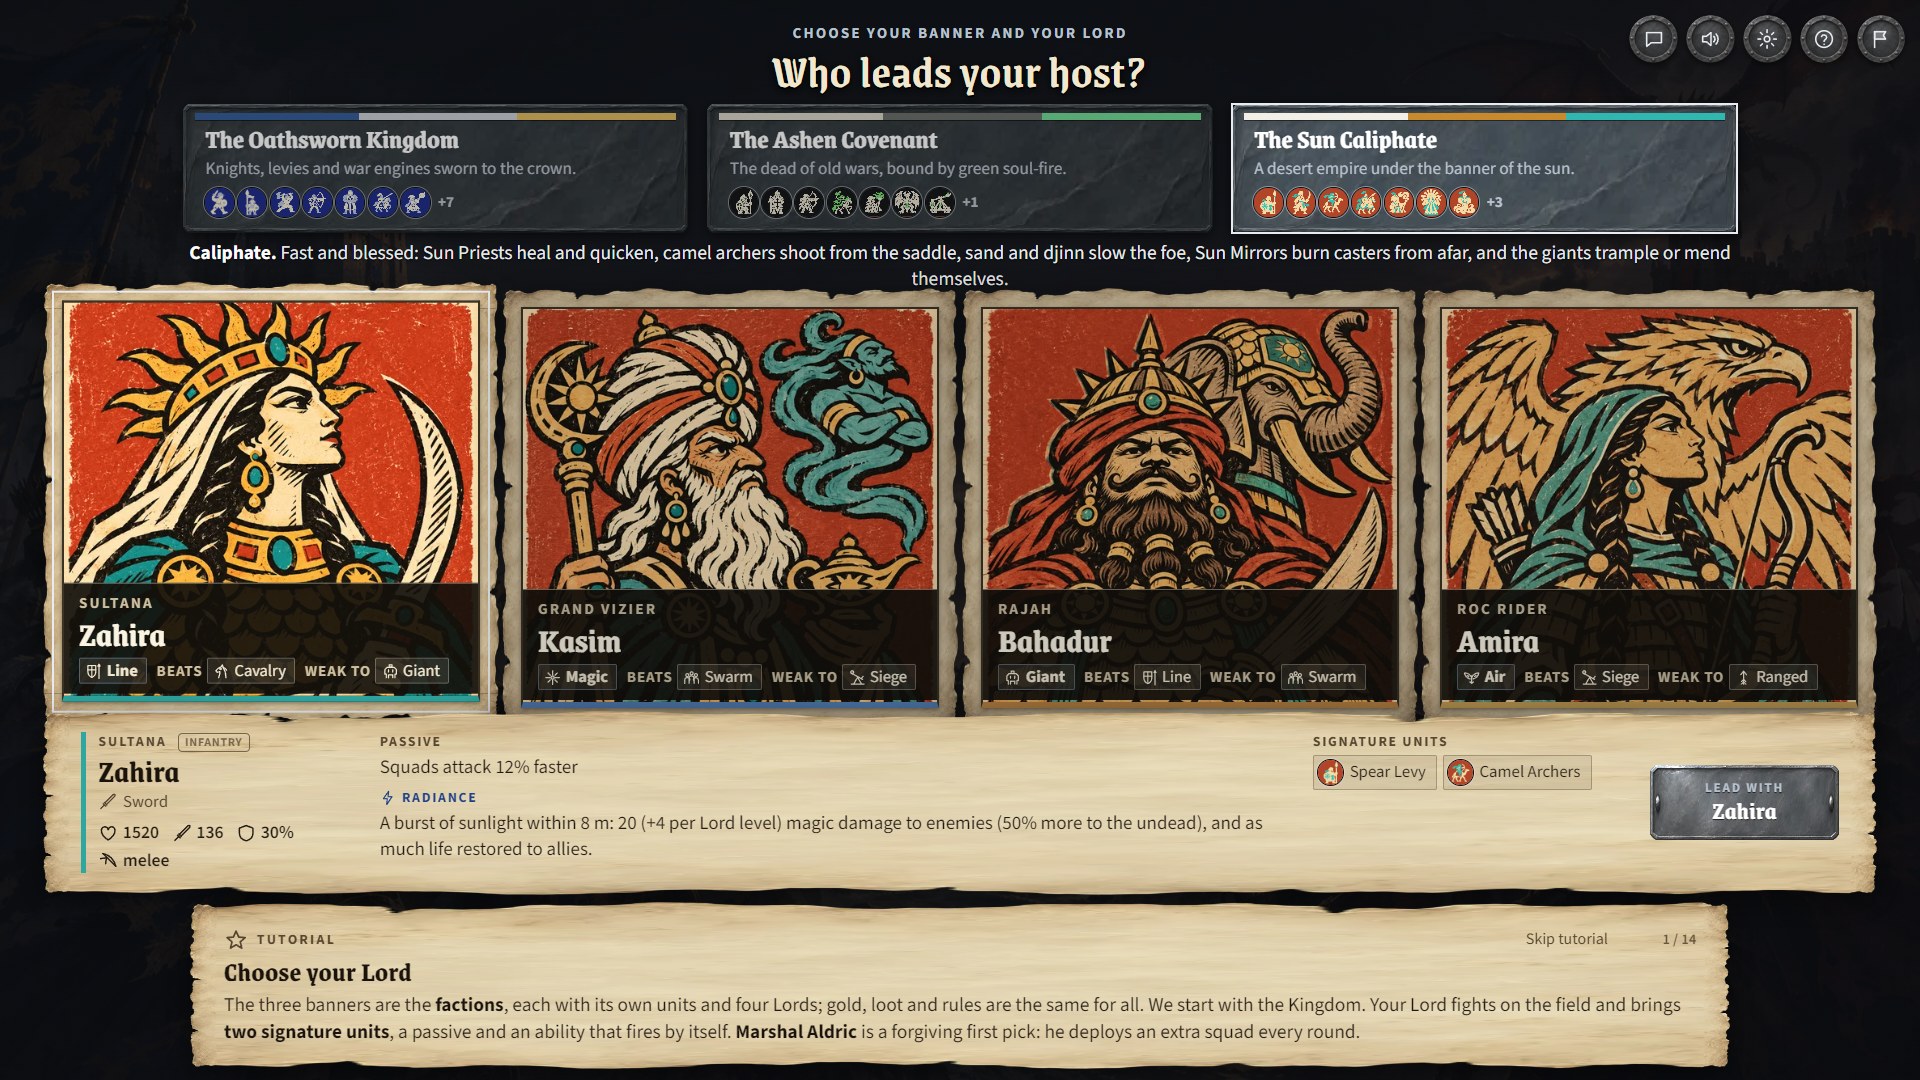 CHOOSE YOUR BANNER AND YOUR LORD
Who leads your host?
The Oathsworn Kingdom
Knights, levies and war engines sworn to the crown.
+7
The Ashen Covenant
The dead of old wars, bound by green soul-fire.
+1
The Sun Caliphate
A desert empire under the banner of the sun.
+3
Caliphate. Fast and blessed: Sun Priests heal and quicken, camel archers shoot from the saddle, sand and djinn slow the foe, Sun Mirrors burn casters from afar, and the giants trample or mend
themselves.
SULTANA
Zahira
Line BEATS Cavalry WEAK TO Giant
GRAND VIZIER
Kasim
Magic BEATS Swarm WEAK TO Siege
RAJAH
Bahadur
Giant BEATS Line WEAK TO Swarm
ROC RIDER
Amira
Air BEATS Siege WEAK TO Ranged
SULTANA INFANTRY
Zahira
Sword
1520 136 30%
melee
PASSIVE
Squads attack 12% faster
RADIANCE
A burst of sunlight within 8 m: 20 (+4 per Lord level) magic damage to enemies (50% more to the undead), and as
much life restored to allies.
SIGNATURE UNITS
Spear Levy Camel Archers
LEAD WITH
Zahira
TUTORIAL
Skip tutorial 1 / 14
Choose your Lord
The three banners are the factions, each with its own units and four Lords; gold, loot and rules are the same for all. We start with the Kingdom. Your Lord fights on the field and brings
two signature units, a passive and an ability that fires by itself. Marshal Aldric is a forgiving first pick: he deploys an extra squad every round.